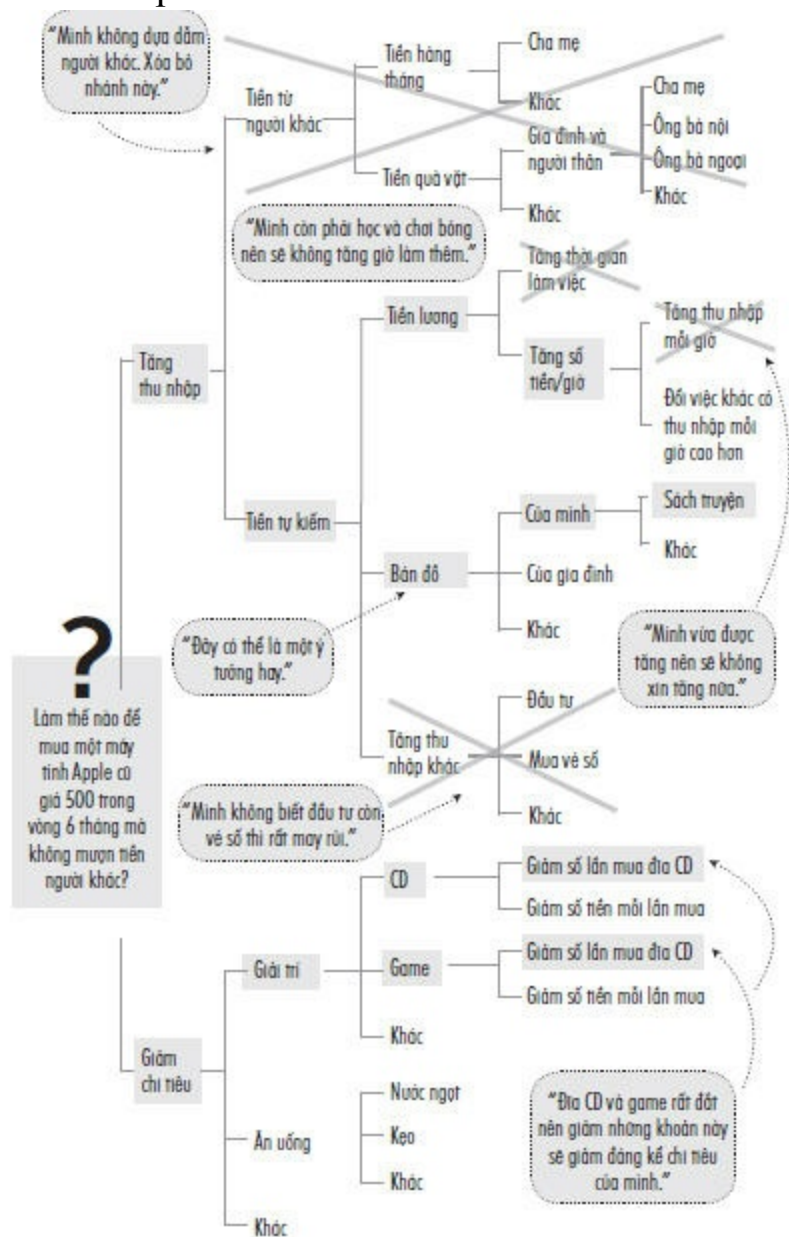 “Mình không dựa dẫm
người khác. Xóa bỏ
nhánh này.”
Tiền từ
người khác
Tiền hàng
tháng
Cha mẹ
Khác
Tiền quà vặt
Gia đình và
người thân
Cha mẹ
Ông bà nội
Ông bà ngoại
Khác
Khác
“Mình còn phải học và chơi bóng
nên sẽ không tăng giờ làm thêm.”
Tăng
thu nhập
Tiền lương
Tăng thời gian
làm việc
Tăng số
tiền/giờ
Tăng thu nhập
mỗi giờ
Đổi việc khác có
thu nhập mỗi
giờ cao hơn
Tiền tự kiếm
Bán đồ
Của mình
Sách truyện
Khác
Của gia đình
Khác
“Đây có thể là một ý
tưởng hay.”
“Mình vừa được
tăng nên sẽ không
xin tăng nữa.”
Tăng thu
nhập khác
Đầu tư
Mua vé số
Khác
“Mình không biết đầu tư còn
vé số thì rất may rủi.”
?
Làm thế nào để
mua một máy
tính Apple cũ
giá 500 trong
vòng 6 tháng mà
không mượn tiền
người khác?
Giảm
chi tiêu
Giải trí
CD
Giảm số lần mua đĩa CD
Giảm số tiền mỗi lần mua
Game
Giảm số lần mua đĩa CD
Giảm số tiền mỗi lần mua
Khác
Ăn uống
Nước ngọt
Kẹo
Khác
Khác
“Đĩa CD và game rất đắt
nên giảm những khoản này
sẽ giảm đáng kể chi tiêu
của mình.”